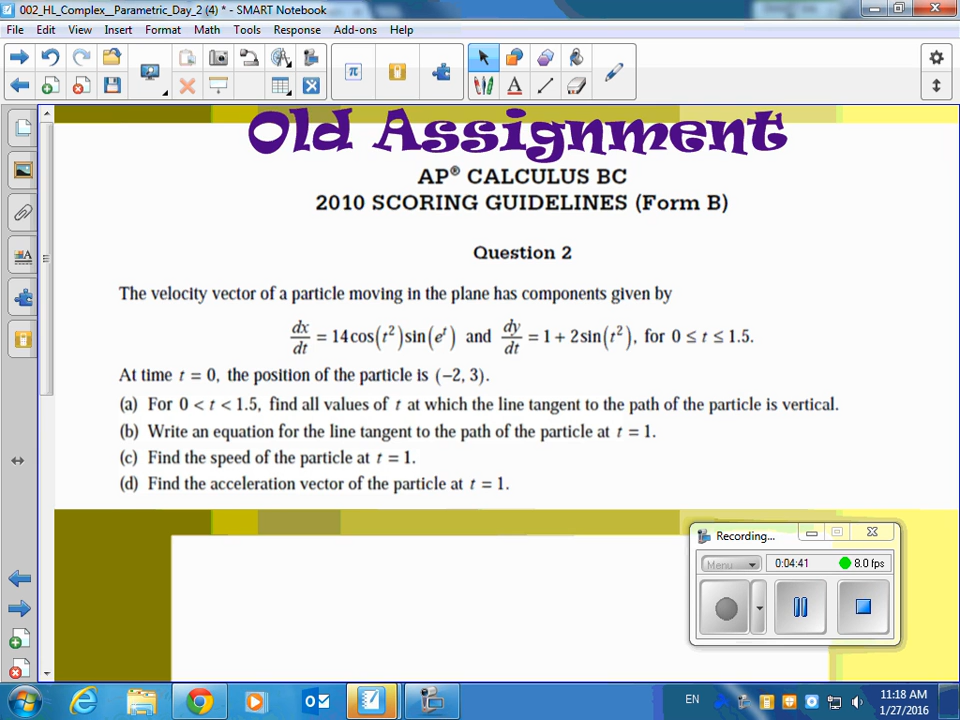 002_HL_Complex__Parametric_Day_2 (4) * - SMART Notebook
File Edit View Insert Format Math Tools Response Add-ons Help
Old Assignment
AP® CALCULUS BC
2010 SCORING GUIDELINES (Form B)
Question 2
The velocity vector of a particle moving in the plane has components given by
dx/dt = 14cos(t²)sin(eᵗ) and dy/dt = 1 + 2sin(t²), for 0 ≤ t ≤ 1.5.
At time t = 0, the position of the particle is (−2, 3).
(a) For 0 < t < 1.5, find all values of t at which the line tangent to the path of the particle is vertical.
(b) Write an equation for the line tangent to the path of the particle at t = 1.
(c) Find the speed of the particle at t = 1.
(d) Find the acceleration vector of the particle at t = 1.
Recording...
Menu 0:04:41 8.0 fps
EN 11:18 AM
1/27/2016